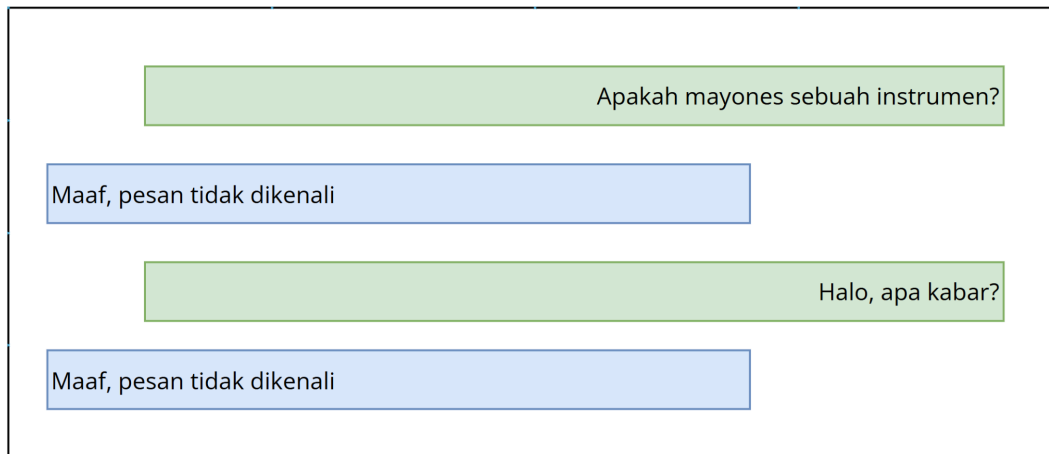 Apakah mayones sebuah instrumen?
Maaf, pesan tidak dikenali
Halo, apa kabar?
Maaf, pesan tidak dikenali